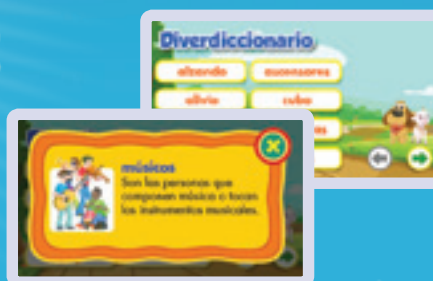 Diverdiccionario
alzando
ascensores
alivio
cubo
as
músicos
Son las personas que
componen música o tocan
los instrumentos musicales.
X